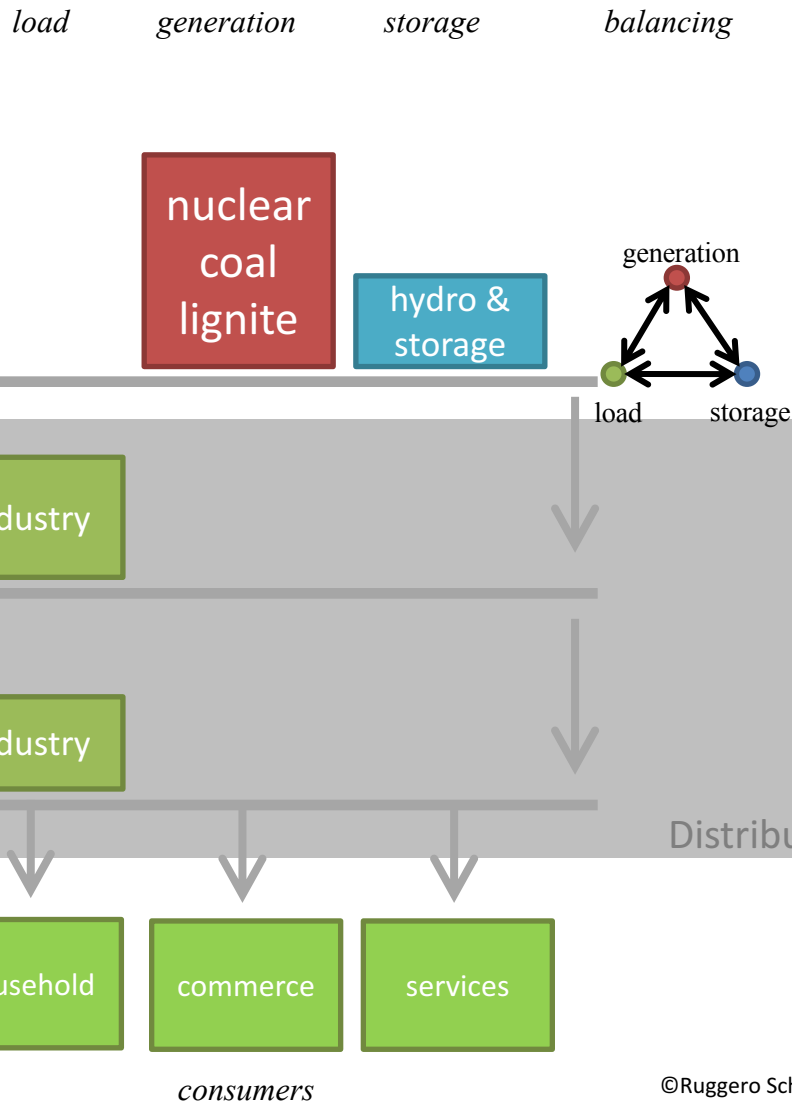 load generation storage balancing
nuclear
coal
lignite
hydro &
storage
generation
load storage
dustry
dustry
Distribu
usehold commerce services
consumers
©Ruggero Sch